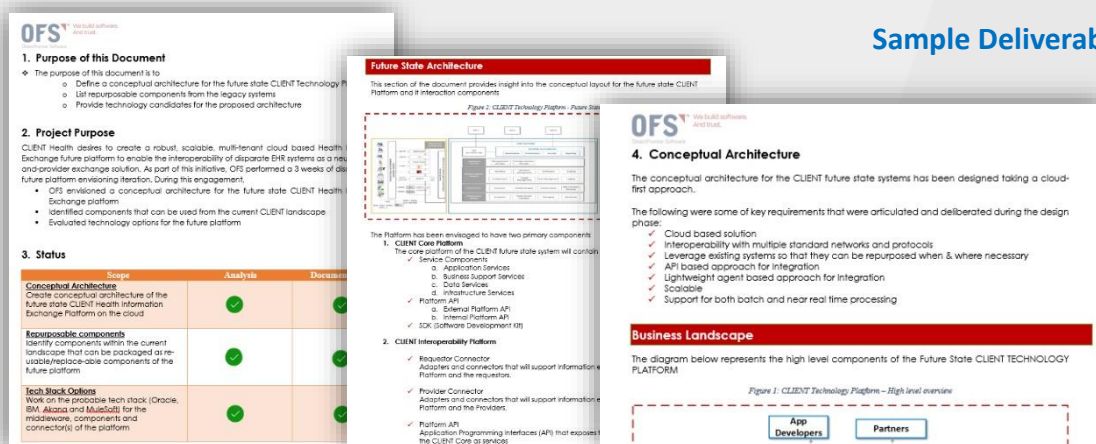 Sample Deliverab
OFS
We build software.
And trust.
1. Purpose of this Document
❖ The purpose of this document is to
o Define a conceptual architecture for the future state CLIENT Technology Pl
o List repurposable components from the legacy systems
o Provide technology candidates for the proposed architecture
2. Project Purpose
CLIENT Health desires to create a robust, scalable, multi-tenant cloud based Health
Exchange future platform to enable the interoperability of disparate EHR systems as a neu
and-provider exchange solution. As part of this initiative, OFS performed a 3 weeks of dis
future platform envisioning iteration. During this engagement,
• OFS envisioned a conceptual architecture for the future state CLIENT Health
Exchange platform
• Identified components that can be used from the current CLIENT landscape
• Evaluated technology options for the future platform
3. Status
Scope Analysis Documen
Conceptual Architecture
Create conceptual architecture of the
future state CLIENT Health Information
Exchange Platform on the cloud
Repurposable components
Identify components within the current
landscape that can be packaged as re-
usable/replace-able components of the
future platform
Tech Stack Options
Work on the probable tech stack (Oracle,
IBM, Akana and MuleSoft) for the
middleware, components and
connector(s) of the platform
Future State Architecture
This section of the document provides insight into the conceptual layout for the future state CLIENT
Platform and it interaction components
Figure 2: CLIENT Technology Platform - Future State
The Platform has been envisaged to have two primary components
1. CLIENT Core Platform
The core platform of the CLIENT future state system will contain
✓ Service Components
a. Application Services
b. Business Support Services
c. Data Services
d. Infrastructure Services
✓ Platform API
a. External Platform API
b. Internal Platform API
✓ SDK (Software Development Kit)
2. CLIENT Interoperability Platform
✓ Requestor Connector
Adapters and connectors that will support information e
Platform and the requestors.
✓ Provider Connector
Adapters and connectors that will support information e
Platform and the Providers.
✓ Platform API
Application Programming Interfaces (API) that exposes t
the CLIENT Core as services
OFS
We build software.
And trust.
4. Conceptual Architecture
The conceptual architecture for the CLIENT future state systems has been designed taking a cloud-
first approach.
The following were some of key requirements that were articulated and deliberated during the design
phase:
✓ Cloud based solution
✓ Interoperability with multiple standard networks and protocols
✓ Leverage existing systems so that they can be repurposed when & where necessary
✓ API based approach for Integration
✓ Lightweight agent based approach for Integration
✓ Scalable
✓ Support for both batch and near real time processing
Business Landscape
The diagram below represents the high level components of the Future State CLIENT TECHNOLOGY
PLATFORM
Figure 1: CLIENT Technology Platform – High level overview
App
Developers
Partners